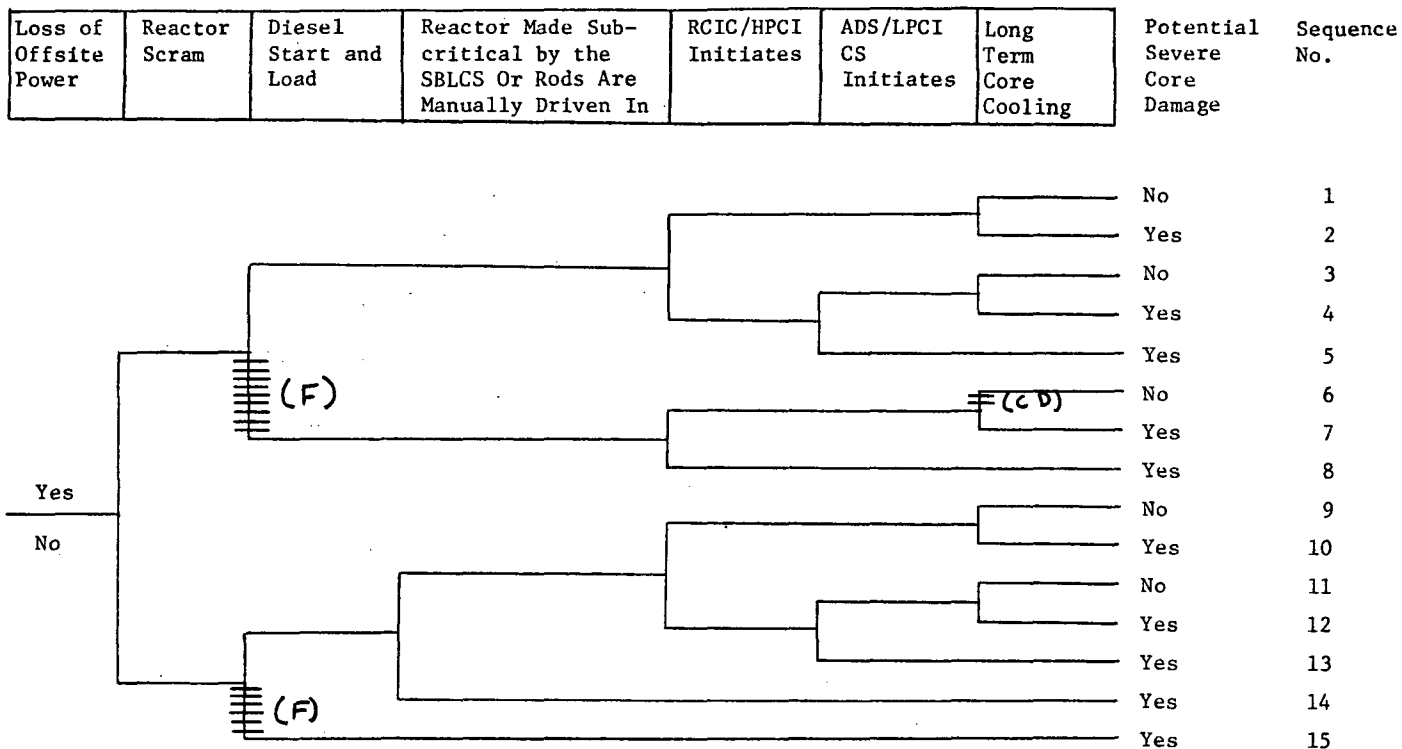 Loss of Offsite Power
Reactor Scram
Diesel Start and Load
Reactor Made Sub-critical by the SBLCS Or Rods Are Manually Driven In
RCIC/HPCI Initiates
ADS/LPCI CS Initiates
Long Term Core Cooling
Potential Severe Core Damage
Sequence No.
No 1
Yes 2
No 3
Yes 4
Yes 5
(F)
No 6
(CD)
Yes 7
Yes 8
Yes
No
No 9
Yes 10
No 11
Yes 12
Yes 13
(F)
Yes 14
Yes 15